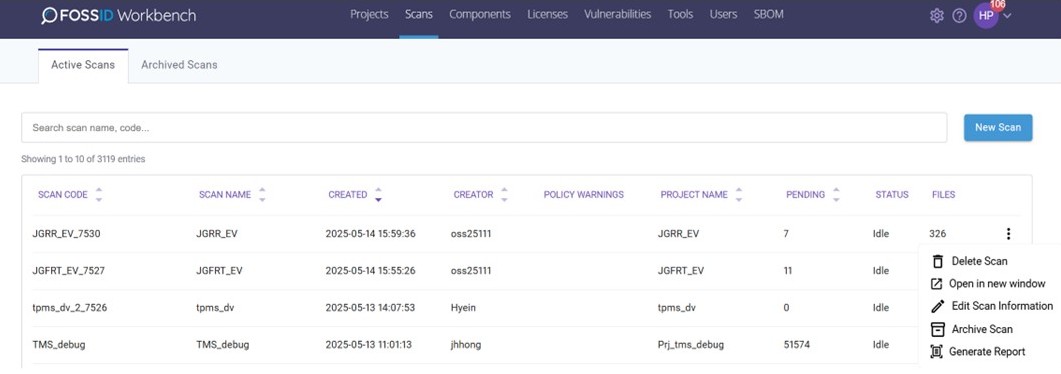 FOSSID Workbench Projects Scans Components Licenses Vulnerabilities Tools Users SBOM HP 106
Active Scans Archived Scans
Search scan name, code... New Scan
Showing 1 to 10 of 3119 entries
SCAN CODE SCAN NAME CREATED CREATOR POLICY WARNINGS PROJECT NAME PENDING STATUS FILES
JGRR_EV_7530 JGRR_EV 2025-05-14 15:59:36 oss25111 JGRR_EV 7 Idle 326
JGFRT_EV_7527 JGFRT_EV 2025-05-14 15:55:26 oss25111 JGFRT_EV 11 Idle
tpms_dv_2_7526 tpms_dv 2025-05-13 14:07:53 Hyein tpms_dv 0 Idle
TMS_debug TMS_debug 2025-05-13 11:01:13 jhhong Prj_tms_debug 51574 Idle
Delete Scan
Open in new window
Edit Scan Information
Archive Scan
Generate Report